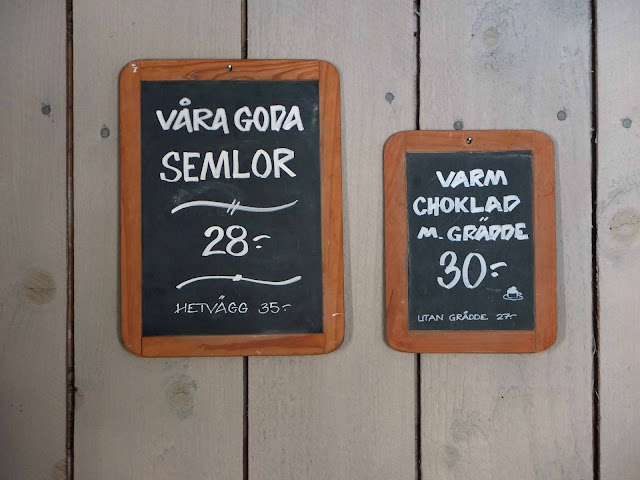 VÅRA GODA
SEMLOR
28:-
HETVÄGG 35:-
VARM
CHOKLAD
M. GRÄDDE
30:-
UTAN GRÄDDE 27:-